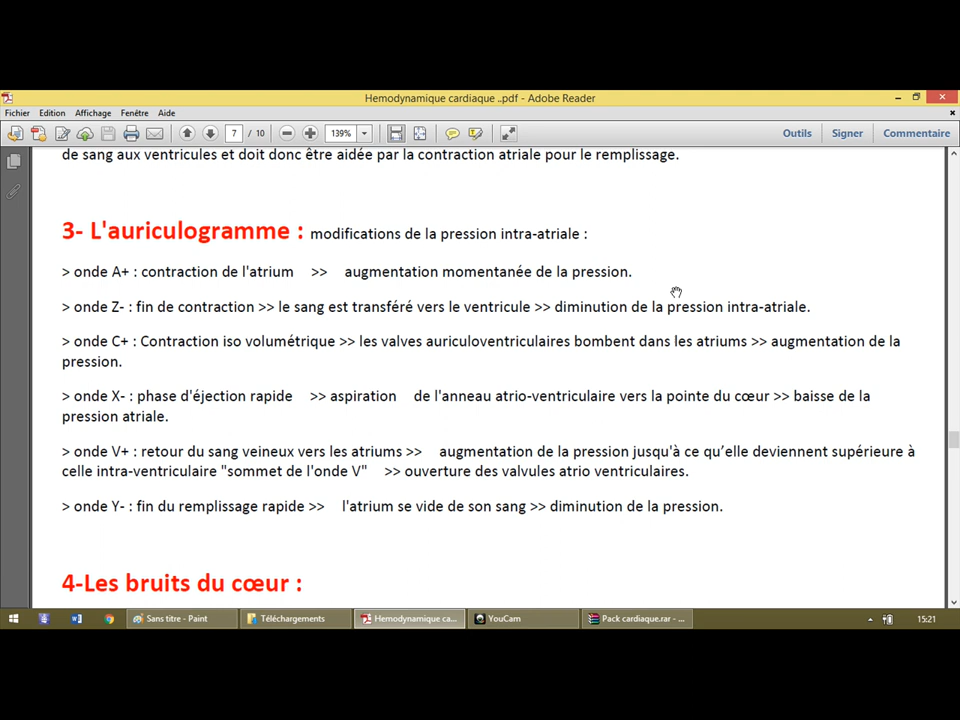 Hemodynamique cardiaque ..pdf - Adobe Reader
Fichier Edition Affichage Fenêtre Aide
7 / 10 139% Outils Signer Commentaire
de sang aux ventricules et doit donc être aidée par la contraction atriale pour le remplissage.
3- L'auriculogramme : modifications de la pression intra-atriale :
> onde A+ : contraction de l'atrium >> augmentation momentanée de la pression.
> onde Z- : fin de contraction >> le sang est transféré vers le ventricule >> diminution de la pression intra-atriale.
> onde C+ : Contraction iso volumétrique >> les valves auriculoventriculaires bombent dans les atriums >> augmentation de la
pression.
> onde X- : phase d'éjection rapide >> aspiration de l'anneau atrio-ventriculaire vers la pointe du cœur >> baisse de la
pression atriale.
> onde V+ : retour du sang veineux vers les atriums >> augmentation de la pression jusqu'à ce qu’elle deviennent supérieure à
celle intra-ventriculaire "sommet de l'onde V" >> ouverture des valvules atrio ventriculaires.
> onde Y- : fin du remplissage rapide >> l'atrium se vide de son sang >> diminution de la pression.
4-Les bruits du cœur :
Sans titre - Paint Téléchargements Hemodynamique ca... YouCam Pack cardiaque.rar - ... 15:21